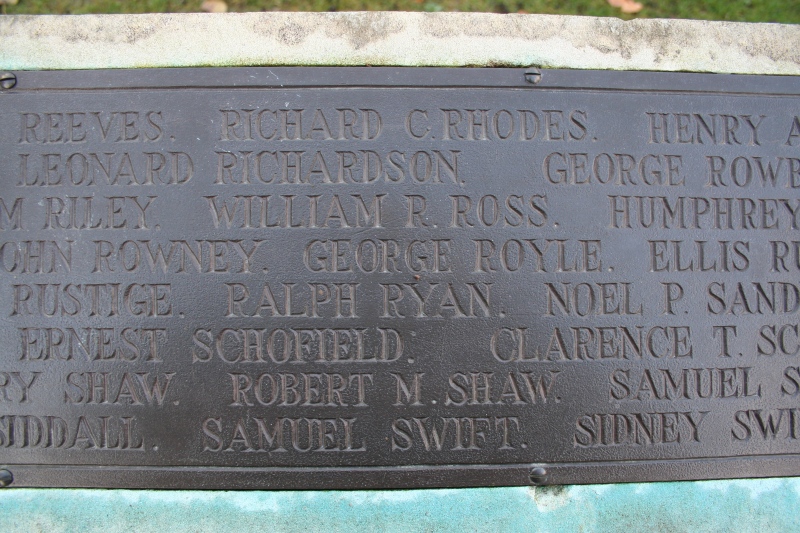 REEVES. RICHARD C. RHODES. HENRY A
LEONARD RICHARDSON. GEORGE ROWB
M RILEY. WILLIAM R. ROSS. HUMPHREY
OHN ROWNEY. GEORGE ROYLE. ELLIS RU
RUSTIGE. RALPH RYAN. NOEL P. SAND
ERNEST SCHOFIELD. CLARENCE T. SC
RY SHAW. ROBERT M. SHAW. SAMUEL S
SIDDALL. SAMUEL SWIFT. SIDNEY SWI